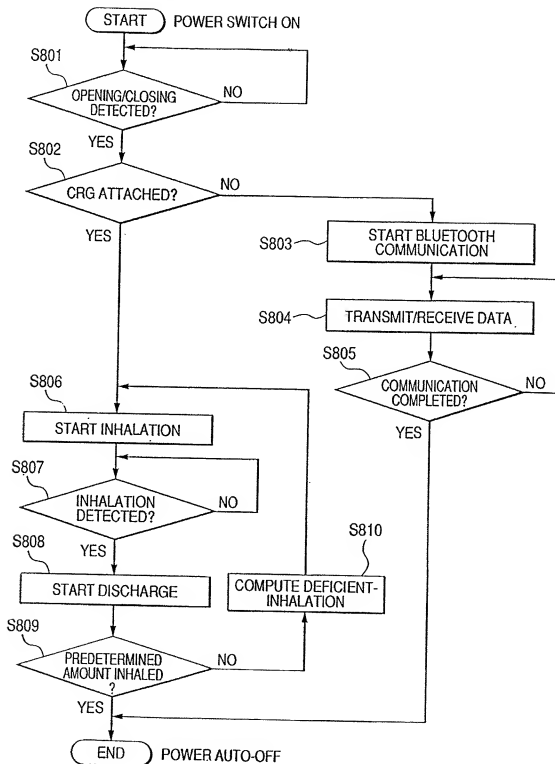 START POWER SWITCH ON
S801
OPENING/CLOSING
DETECTED?
NO
YES
S802
CRG ATTACHED?
NO
YES
S803
START BLUETOOTH
COMMUNICATION
S804
TRANSMIT/RECEIVE DATA
S805
COMMUNICATION
COMPLETED?
NO
YES
S806
START INHALATION
S807
INHALATION
DETECTED?
NO
YES
S808
START DISCHARGE
S810
COMPUTE DEFICIENT-
INHALATION
S809
PREDETERMINED
AMOUNT INHALED
?
NO
YES
END POWER AUTO-OFF